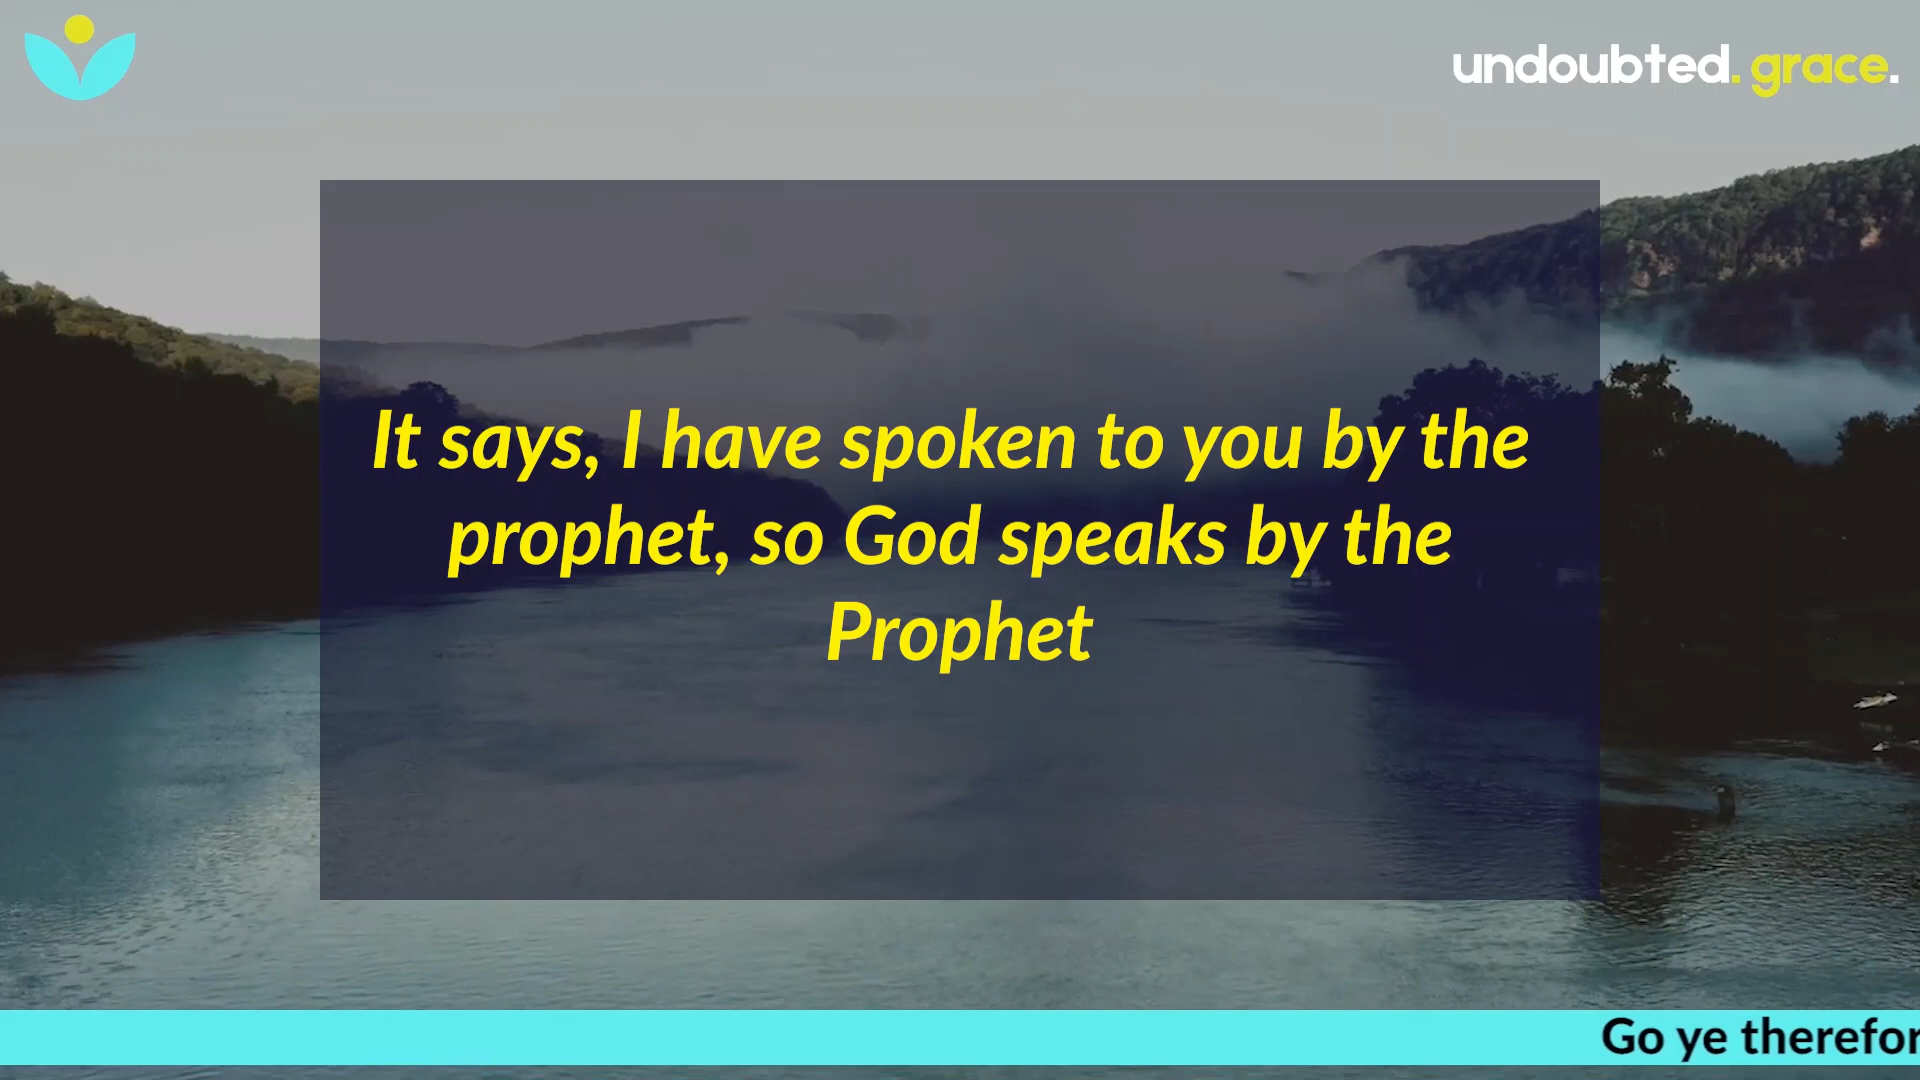 undoubted. grace.
It says, I have spoken to you by the
prophet, so God speaks by the
Prophet
Go ye therefor